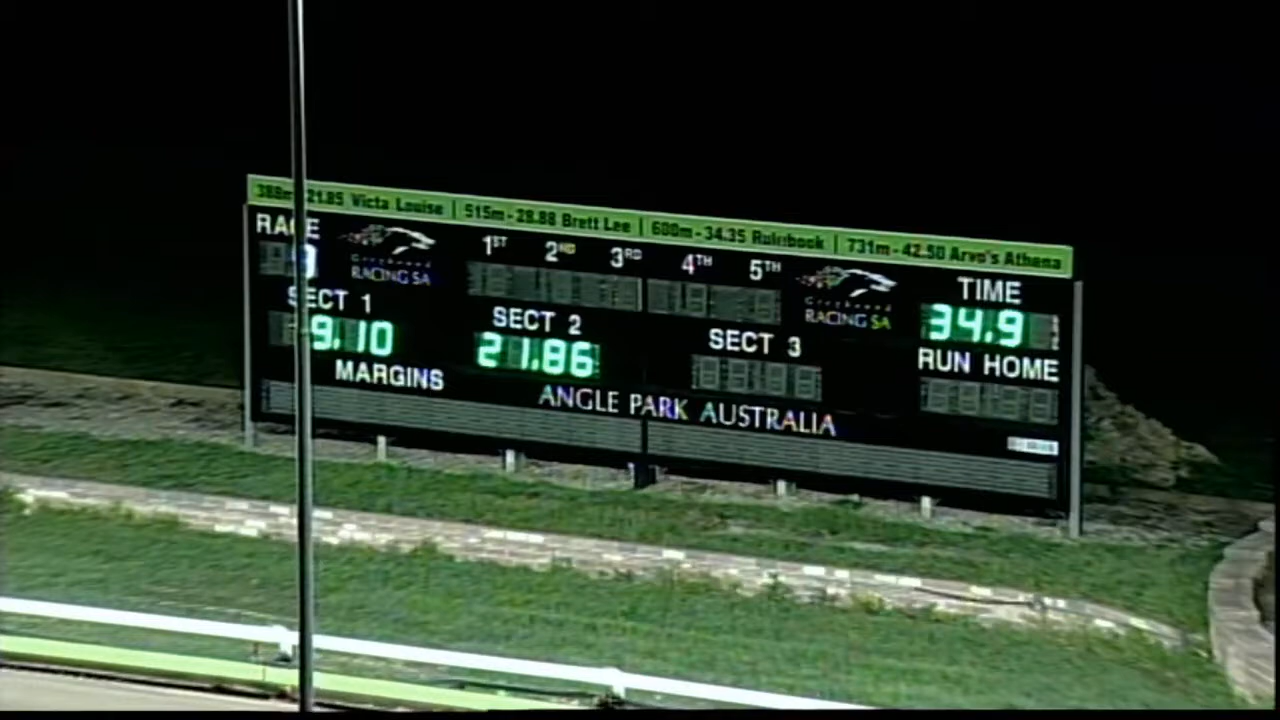 388m-21.85 Victa Louise | 515m-28.88 Brett Lee | 600m-34.35 Rulebook | 731m-42.50 Arvo's Athena
RACE
Greyhound
RACING SA
1ST 2ND 3RD 4TH 5TH
Greyhound
RACING SA
TIME
34.9
SECT 1
9.10
SECT 2
21.86
SECT 3
RUN HOME
MARGINS
ANGLE PARK AUSTRALIA